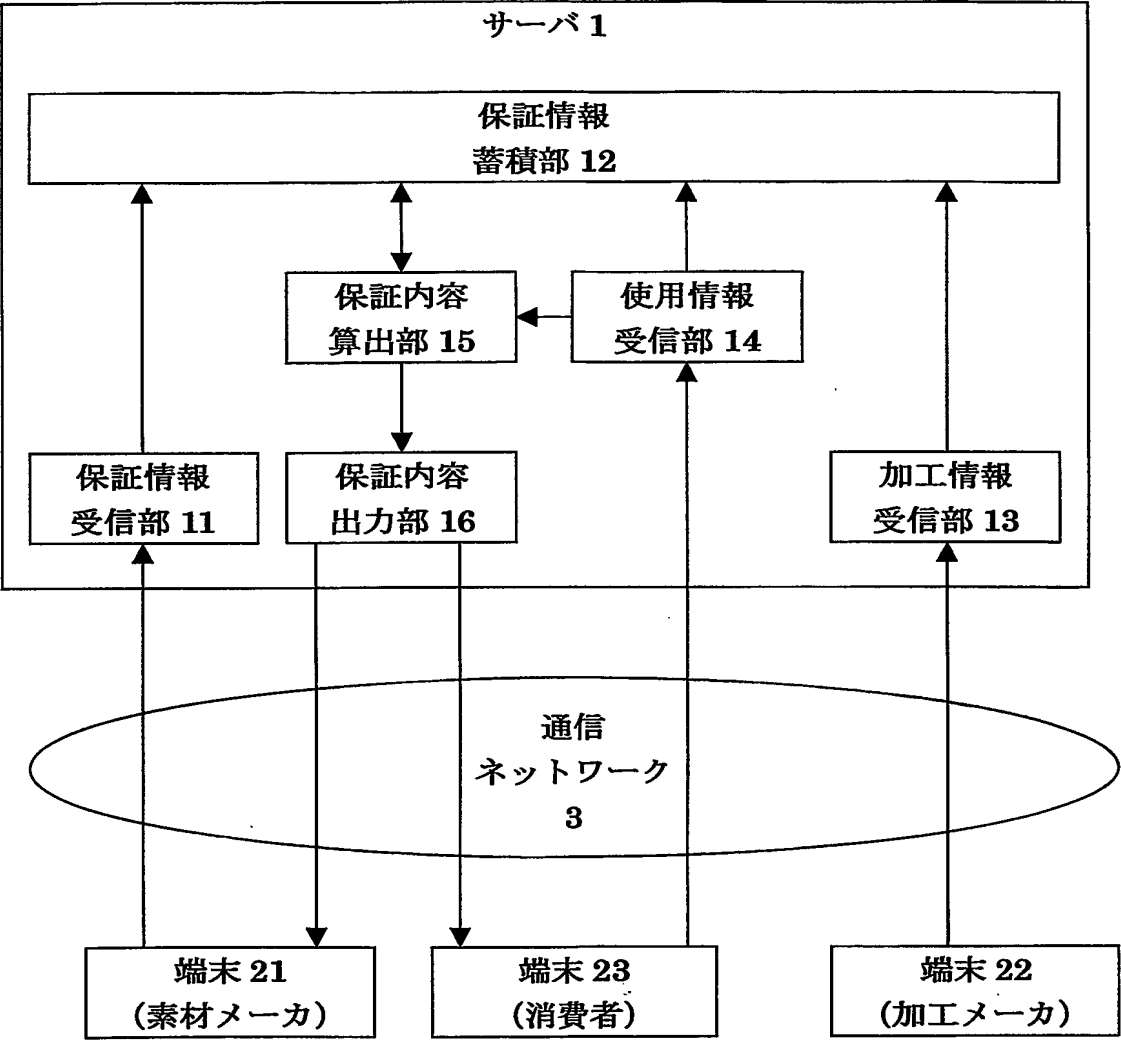 サーバ 1
保証情報
蓄積部 12
保証内容
算出部 15
使用情報
受信部 14
保証情報
受信部 11
保証内容
出力部 16
加工情報
受信部 13
通信
ネットワーク
3
端末 21
(素材メーカ)
端末 23
(消費者)
端末 22
(加工メーカ)